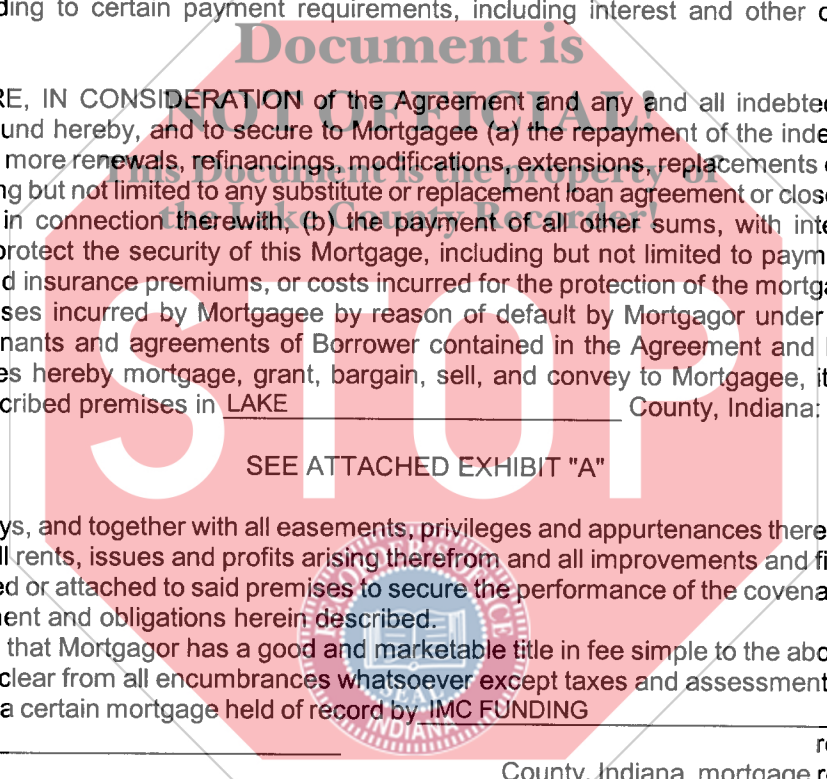 ding to certain payment requirements, including interest and other c
Document is
RE, IN CONSIDERATION of the Agreement and any and all indebted
NOT OFFICIAL!
und hereby, and to secure to Mortgagee (a) the repayment of the inde
more renewals, refinancings, modifications, extensions, replacements
This Document is the property of
ng but not limited to any substitute or replacement loan agreement or close
the Lake County Recorder!
in connection therewith, (b) the payment of all other sums, with inte
protect the security of this Mortgage, including but not limited to paym
d insurance premiums, or costs incurred for the protection of the mortga
ses incurred by Mortgagee by reason of default by Mortgagor under
nants and agreements of Borrower contained in the Agreement and
es hereby mortgage, grant, bargain, sell, and convey to Mortgagee, it
cribed premises in LAKE County, Indiana:
STOP
SEE ATTACHED EXHIBIT "A"
ys, and together with all easements, privileges and appurtenances there
ll rents, issues and profits arising therefrom and all improvements and fi
ed or attached to said premises to secure the performance of the covena
ent and obligations herein described.
that Mortgagor has a good and marketable title in fee simple to the abo
clear from all encumbrances whatsoever except taxes and assessment
a certain mortgage held of record by IMC FUNDING
RECORDER'S OFFICE
SEAL
INDIANA
re
County, Indiana, mortgage re